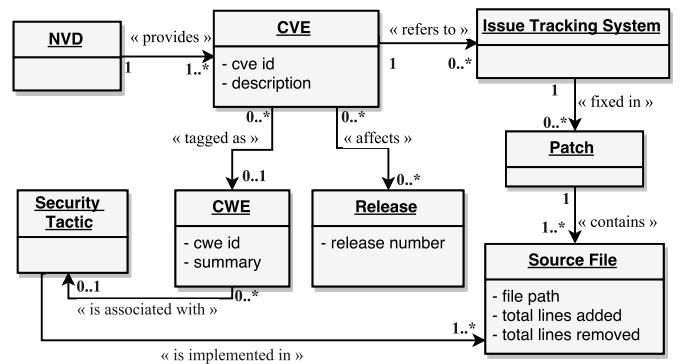 NVD
« provides »
1
1..*
CVE
- cve id
- description
« refers to »
1
0..*
Issue Tracking System
1
« fixed in »
0..*
Patch
1
« contains »
1..*
0..*
« tagged as »
0..1
0..*
« affects »
0..*
Security
Tactic
CWE
- cwe id
- summary
Release
- release number
Source File
- file path
- total lines added
- total lines removed
0..1
0..*
« is associated with »
1..*
« is implemented in »